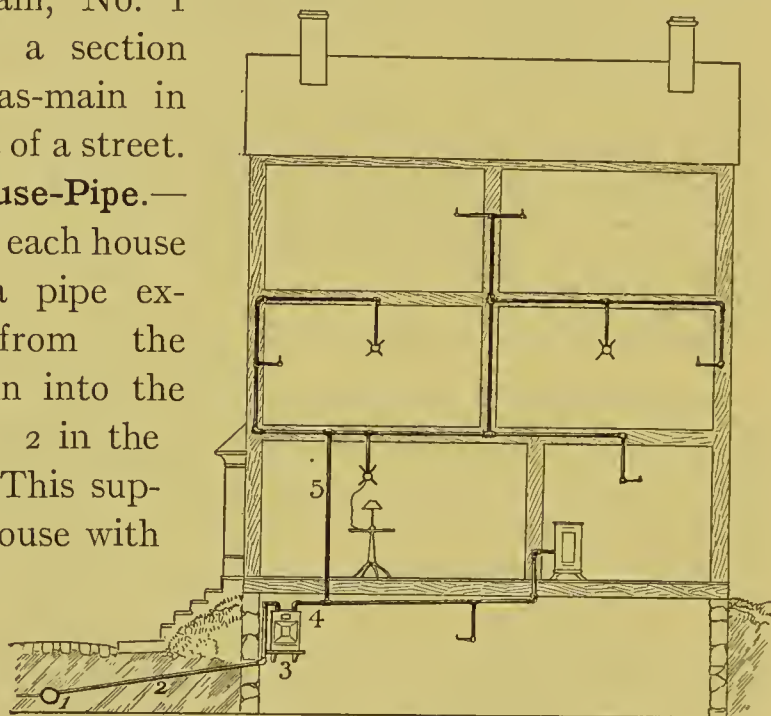 am, No. 1
a section
as-main in
of a street.
use-Pipe.—
each house
a pipe ex-
from the
n into the
2 in the
This sup-
ouse with
5
4
3
2
1